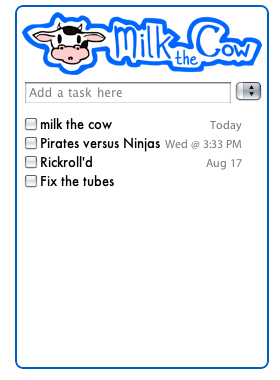 Milk the Cow
Add a task here
milk the cow Today
Pirates versus Ninjas Wed @ 3:33 PM
Rickroll'd Aug 17
Fix the tubes